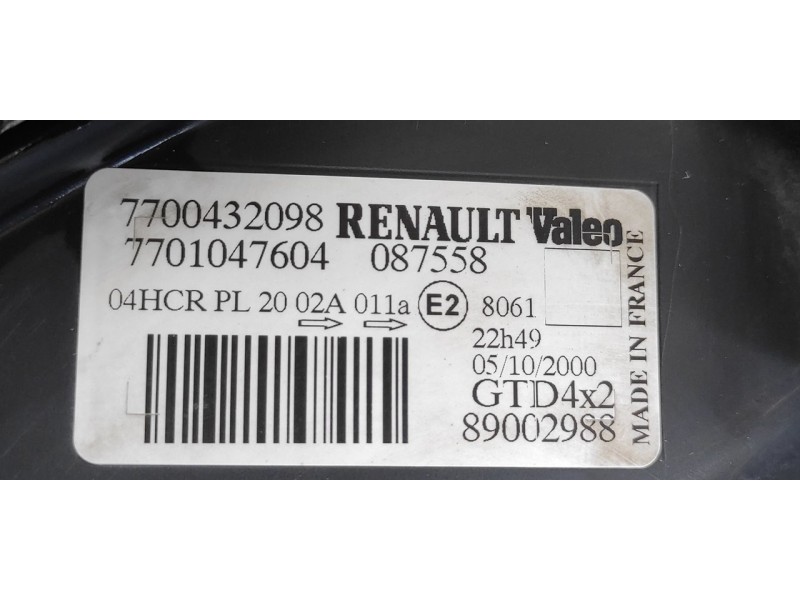 7700432098 RENAULT Valeo
7701047604 087558
04HCR PL 20 02A 011a E2 8061
22h49
05/10/2000
GTD4x2
89002988
MADE IN FRANCE